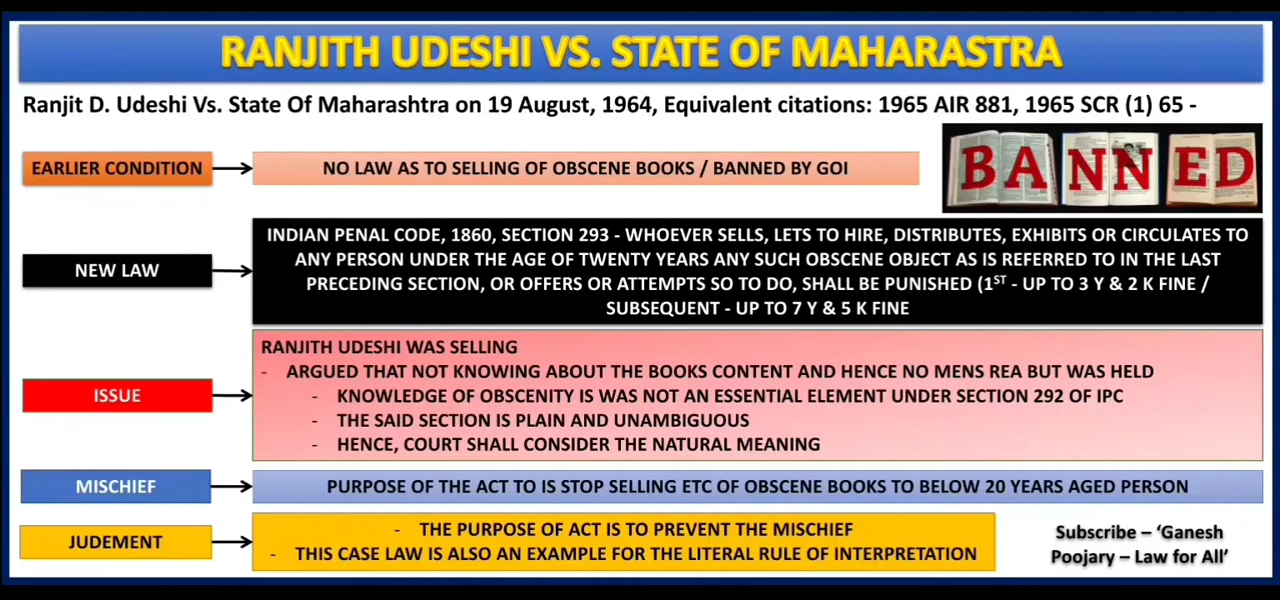 RANJITH UDESHI VS. STATE OF MAHARASTRA
Ranjit D. Udeshi Vs. State Of Maharashtra on 19 August, 1964, Equivalent citations: 1965 AIR 881, 1965 SCR (1) 65 -
EARLIER CONDITION
NO LAW AS TO SELLING OF OBSCENE BOOKS / BANNED BY GOI
BANNED
NEW LAW
INDIAN PENAL CODE, 1860, SECTION 293 - WHOEVER SELLS, LETS TO HIRE, DISTRIBUTES, EXHIBITS OR CIRCULATES TO
ANY PERSON UNDER THE AGE OF TWENTY YEARS ANY SUCH OBSCENE OBJECT AS IS REFERRED TO IN THE LAST
PRECEDING SECTION, OR OFFERS OR ATTEMPTS SO TO DO, SHALL BE PUNISHED (1ST - UP TO 3 Y & 2 K FINE /
SUBSEQUENT - UP TO 7 Y & 5 K FINE
ISSUE
RANJITH UDESHI WAS SELLING
- ARGUED THAT NOT KNOWING ABOUT THE BOOKS CONTENT AND HENCE NO MENS REA BUT WAS HELD
- KNOWLEDGE OF OBSCENITY IS WAS NOT AN ESSENTIAL ELEMENT UNDER SECTION 292 OF IPC
- THE SAID SECTION IS PLAIN AND UNAMBIGUOUS
- HENCE, COURT SHALL CONSIDER THE NATURAL MEANING
MISCHIEF
PURPOSE OF THE ACT TO IS STOP SELLING ETC OF OBSCENE BOOKS TO BELOW 20 YEARS AGED PERSON
JUDEMENT
- THE PURPOSE OF ACT IS TO PREVENT THE MISCHIEF
- THIS CASE LAW IS ALSO AN EXAMPLE FOR THE LITERAL RULE OF INTERPRETATION
Subscribe – 'Ganesh
Poojary – Law for All'